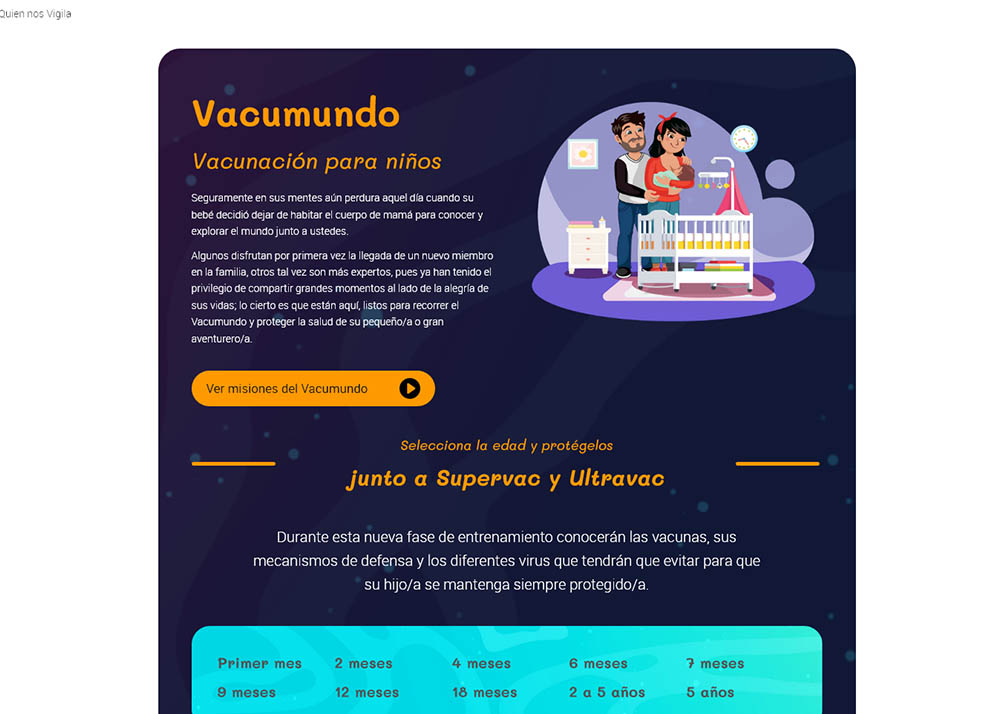 Quien nos Vigila
Vacumundo
Vacunación para niños
Seguramente en sus mentes aún perdura aquel día cuando su
bebé decidió dejar de habitar el cuerpo de mamá para conocer y
explorar el mundo junto a ustedes.
Algunos disfrutan por primera vez la llegada de un nuevo miembro
en la familia, otros tal vez son más expertos, pues ya han tenido el
privilegio de compartir grandes momentos al lado de la alegría de
sus vidas; lo cierto es que están aquí, listos para recorrer el
Vacumundo y proteger la salud de su pequeño/a o gran
aventurero/a.
Ver misiones del Vacumundo
Selecciona la edad y protégelos
junto a Supervac y Ultravac
Durante esta nueva fase de entrenamiento conocerán las vacunas, sus
mecanismos de defensa y los diferentes virus que tendrán que evitar para que
su hijo/a se mantenga siempre protegido/a.
Primer mes 2 meses 4 meses 6 meses 7 meses
9 meses 12 meses 18 meses 2 a 5 años 5 años